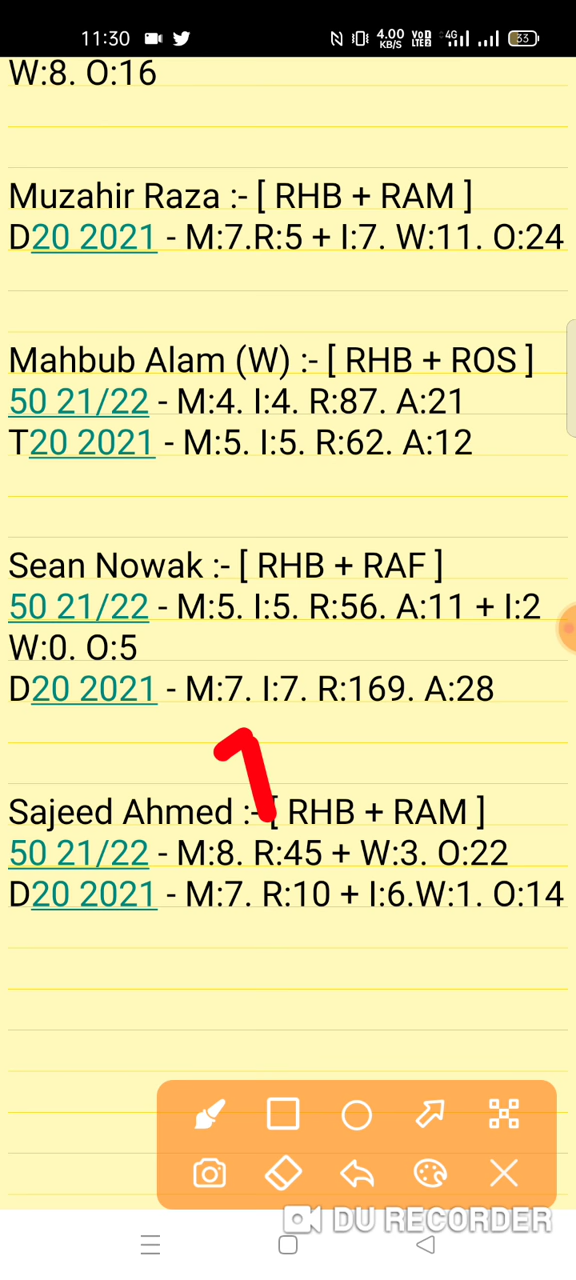 11:30 4.00 KB/S VoD LTE2 4G 33
W:8. O:16
Muzahir Raza :- [ RHB + RAM ]
D20 2021 - M:7.R:5 + I:7. W:11. O:24
Mahbub Alam (W) :- [ RHB + ROS ]
50 21/22 - M:4. I:4. R:87. A:21
T20 2021 - M:5. I:5. R:62. A:12
Sean Nowak :- [ RHB + RAF ]
50 21/22 - M:5. I:5. R:56. A:11 + I:2
W:0. O:5
D20 2021 - M:7. I:7. R:169. A:28
Sajeed Ahmed :- [ RHB + RAM ]
50 21/22 - M:8. R:45 + W:3. O:22
D20 2021 - M:7. R:10 + I:6.W:1. O:14
DU RECORDER